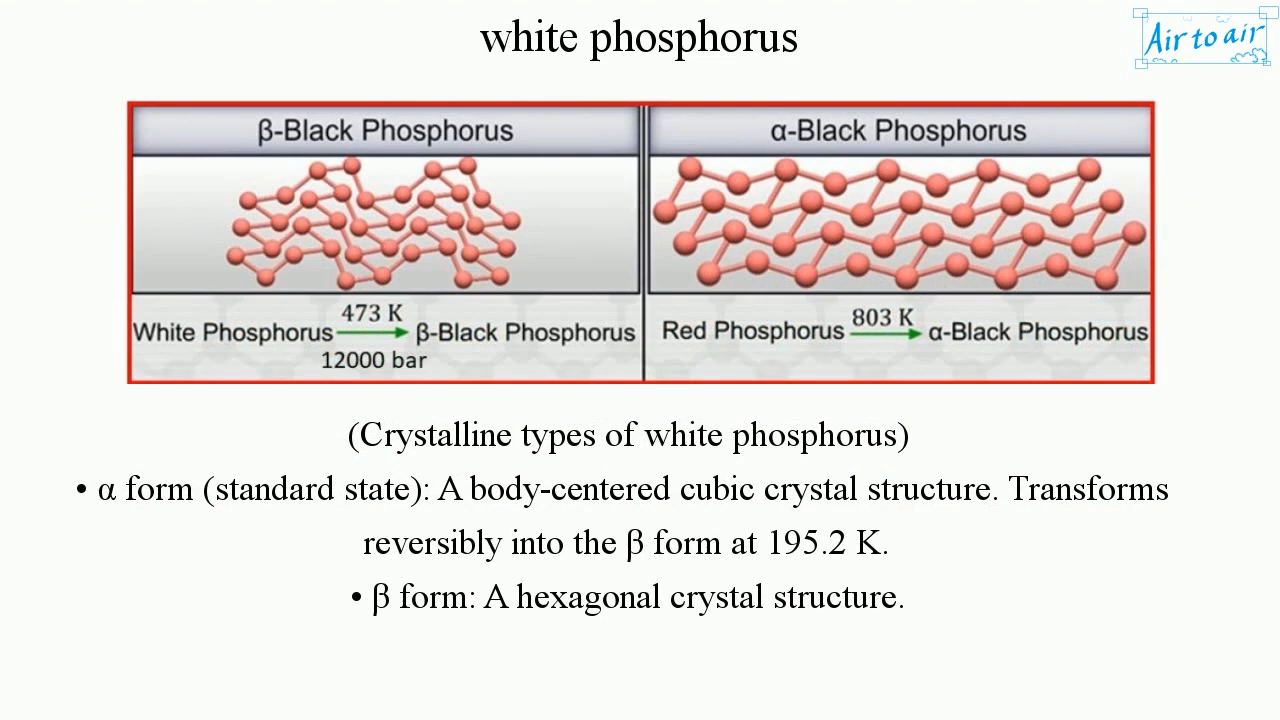 white phosphorus
Air to air
β-Black Phosphorus
α-Black Phosphorus
White Phosphorus 473 K β-Black Phosphorus
12000 bar
Red Phosphorus 803 K α-Black Phosphorus
(Crystalline types of white phosphorus)
• α form (standard state): A body-centered cubic crystal structure. Transforms
reversibly into the β form at 195.2 K.
• β form: A hexagonal crystal structure.